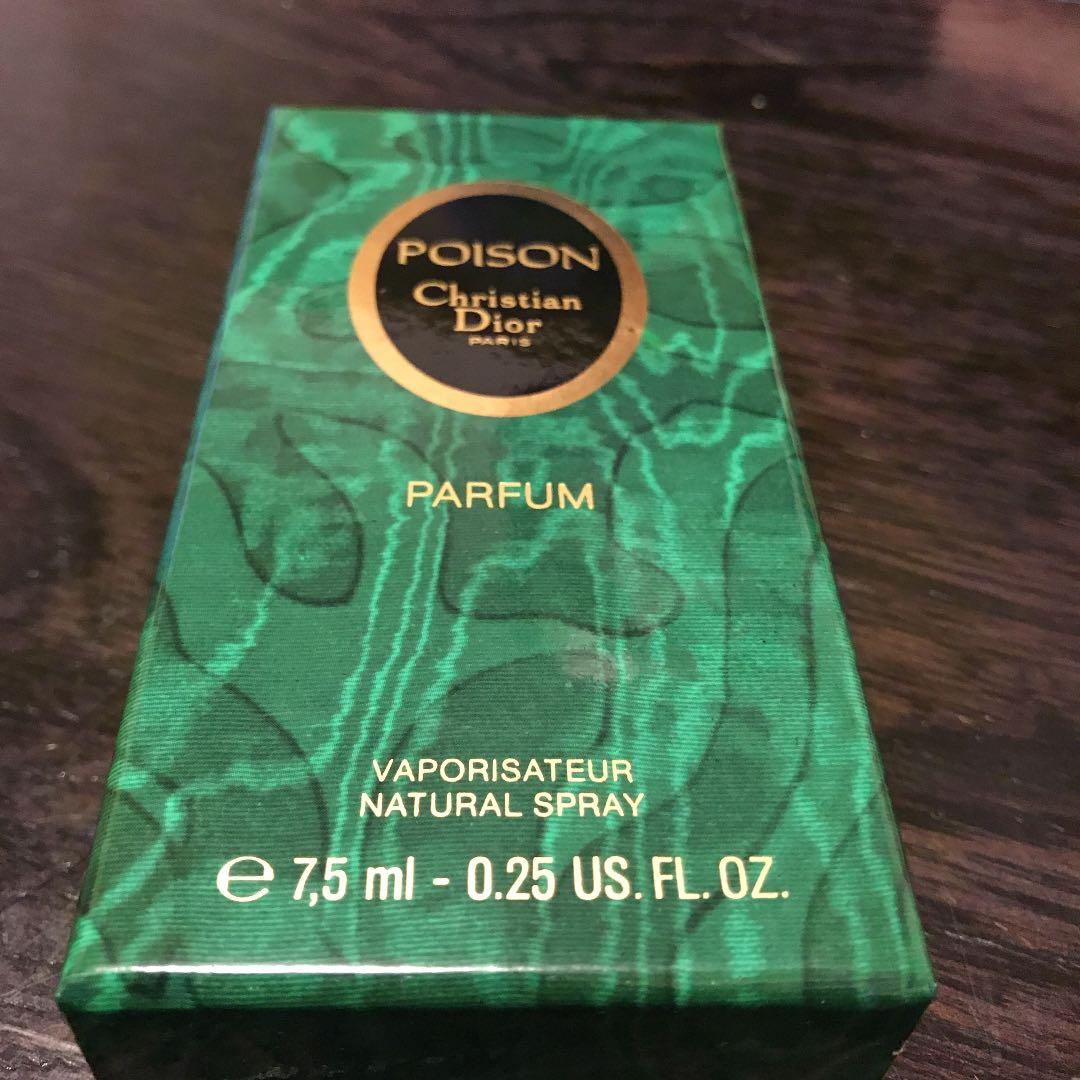 POISON
Christian
Dior
PARIS
PARFUM
VAPORISATEUR
NATURAL SPRAY
℮ 7,5 ml - 0.25 US. FL. OZ.